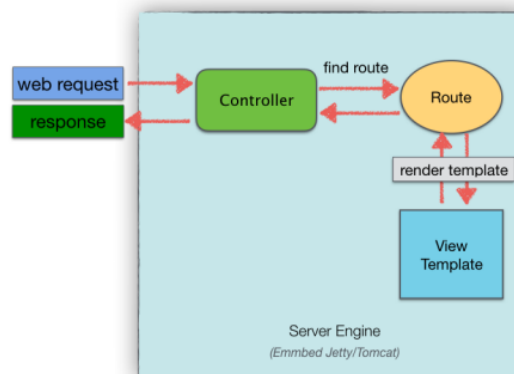 web request
response
Controller
find route
Route
render template
View
Template
Server Engine
(Emmbed Jetty/Tomcat)